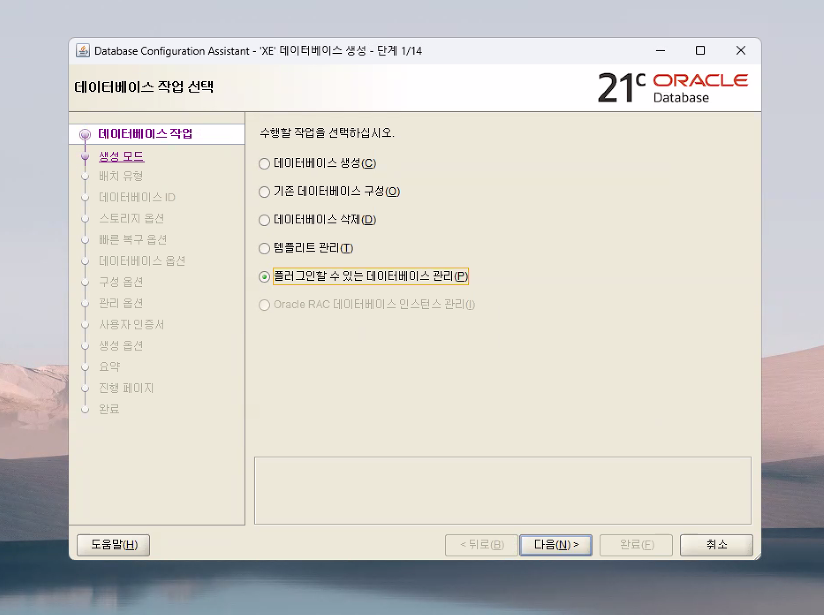 Database Configuration Assistant - 'XE' 데이터베이스 생성 - 단계 1/14
데이터베이스 작업 선택
21c ORACLE
Database
데이터베이스 작업
생성 모드
배치 유형
데이터베이스 ID
스토리지 옵션
빠른 복구 옵션
데이터베이스 옵션
구성 옵션
관리 옵션
사용자 인증서
생성 옵션
요약
진행 페이지
완료
수행할 작업을 선택하십시오.
데이터베이스 생성(C)
기존 데이터베이스 구성(O)
데이터베이스 삭제(D)
템플리트 관리(T)
플러그인할 수 있는 데이터베이스 관리(P)
Oracle RAC 데이터베이스 인스턴스 관리(I)
도움말(H)
< 뒤로(B)
다음(N) >
완료(F)
취소